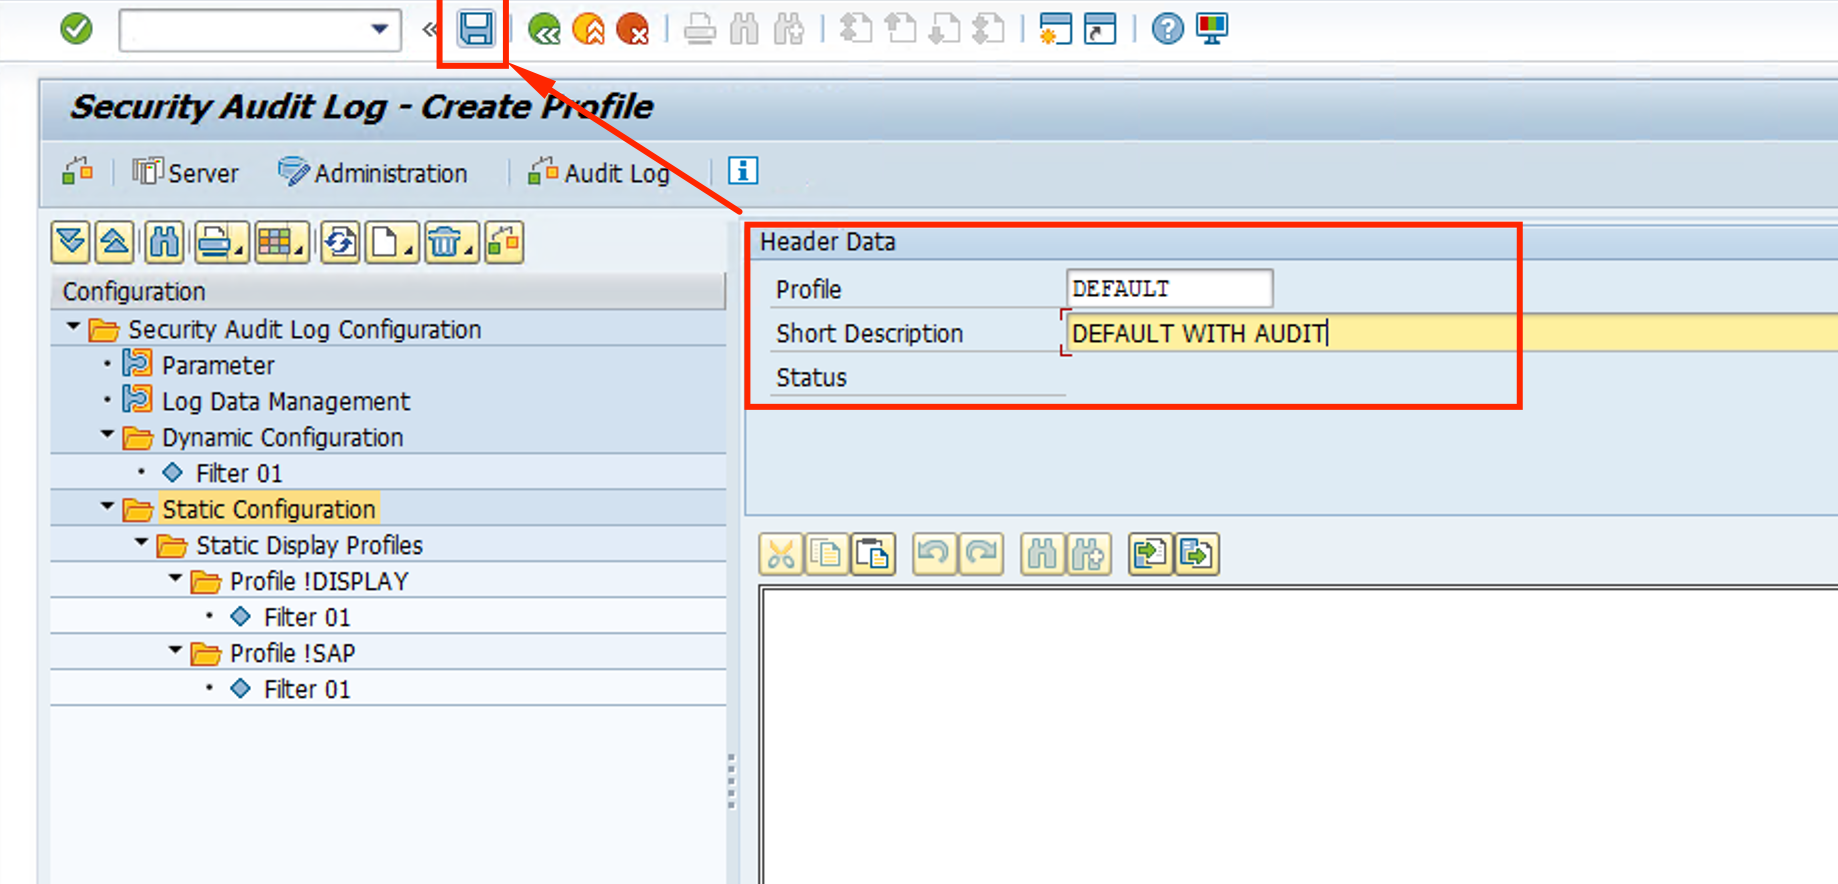 Security Audit Log - Create Profile
Server Administration Audit Log
Configuration
Security Audit Log Configuration
Parameter
Log Data Management
Dynamic Configuration
Filter 01
Static Configuration
Static Display Profiles
Profile !DISPLAY
Filter 01
Profile !SAP
Filter 01
Header Data
Profile DEFAULT
Short Description DEFAULT WITH AUDIT
Status